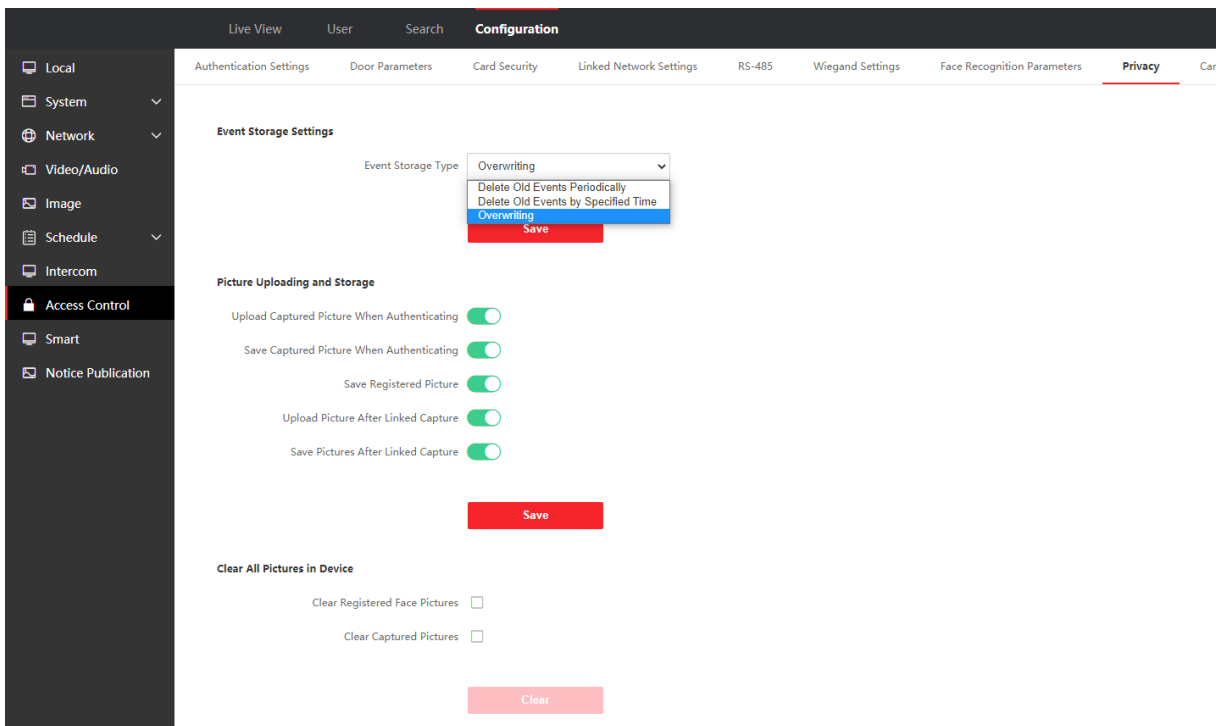 Live View User Search Configuration
Local
System
Network
Video/Audio
Image
Schedule
Intercom
Access Control
Smart
Notice Publication
Authentication Settings Door Parameters Card Security Linked Network Settings RS-485 Wiegand Settings Face Recognition Parameters Privacy Car
Event Storage Settings
Event Storage Type Overwriting
Delete Old Events Periodically
Delete Old Events by Specified Time
Overwriting
Save
Picture Uploading and Storage
Upload Captured Picture When Authenticating
Save Captured Picture When Authenticating
Save Registered Picture
Upload Picture After Linked Capture
Save Pictures After Linked Capture
Save
Clear All Pictures in Device
Clear Registered Face Pictures
Clear Captured Pictures
Clear